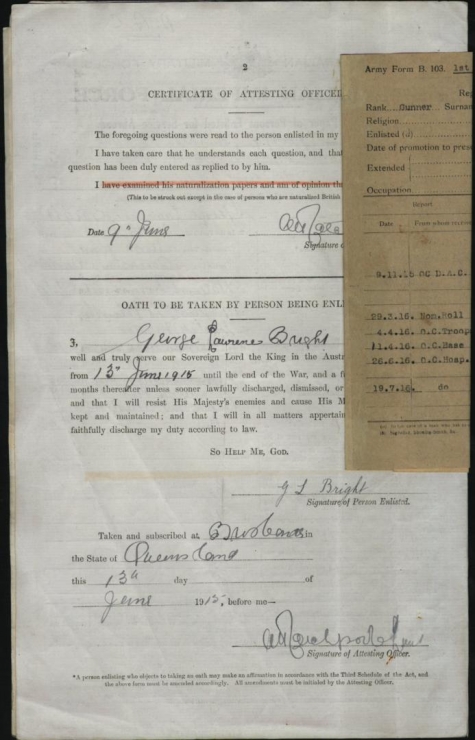 2
CERTIFICATE OF ATTESTING OFFICER
The foregoing questions were read to the person enlisted in my
I have taken care that he understands each question, and that
question has been duly entered as replied to by him.
I have examined his naturalization papers and am of opinion th
(This to be struck out except in the case of persons who are naturalized British
Date 9th June
Signature o
OATH TO BE TAKEN BY PERSON BEING ENLI
3, George Lawrence Bright
well and truly serve our Sovereign Lord the King in the Aust
from 13th June 1915 until the end of the War, and a f
months thereafter unless sooner lawfully discharged, dismissed, or
and that I will resist His Majesty's enemies and cause His M
kept and maintained; and that I will in all matters appertain
faithfully discharge my duty according to law.
SO HELP ME, GOD.
G L Bright
Signature of Person Enlisted.
Taken and subscribed at Brisbane in
the State of Queensland
this 13th day of
June 1915, before me—
Signature of Attesting Officer.
*A person enlisting who objects to taking an oath may make an affirmation in accordance with the Third Schedule of the Act, and
the above form must be amended accordingly. All amendments must be initialed by the Attesting Officer.
Army Form B. 103. 1st
Re
Rank Gunner Surna
Religion
Enlisted (a)
Date of promotion to pres
Extended
Occupation
Report
Date From whom receiv
9.11.15 OC D.A.C.
29.2.16. Nom.Roll
4.4.16. O.C.Troop
11.4.16. O.C.Base
26.6.16. O.C.Hosp.
19.7.16. do